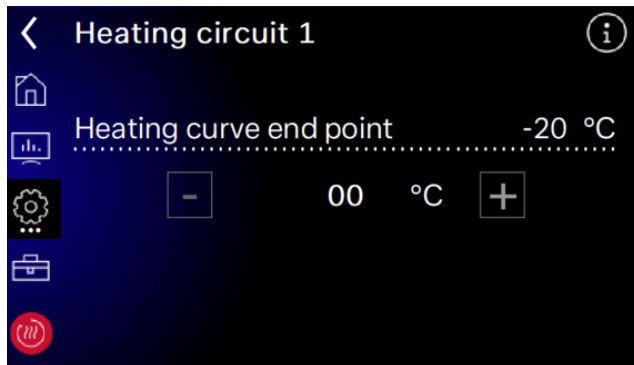 Heating circuit 1
Heating curve end point -20 °C
- 00 °C +